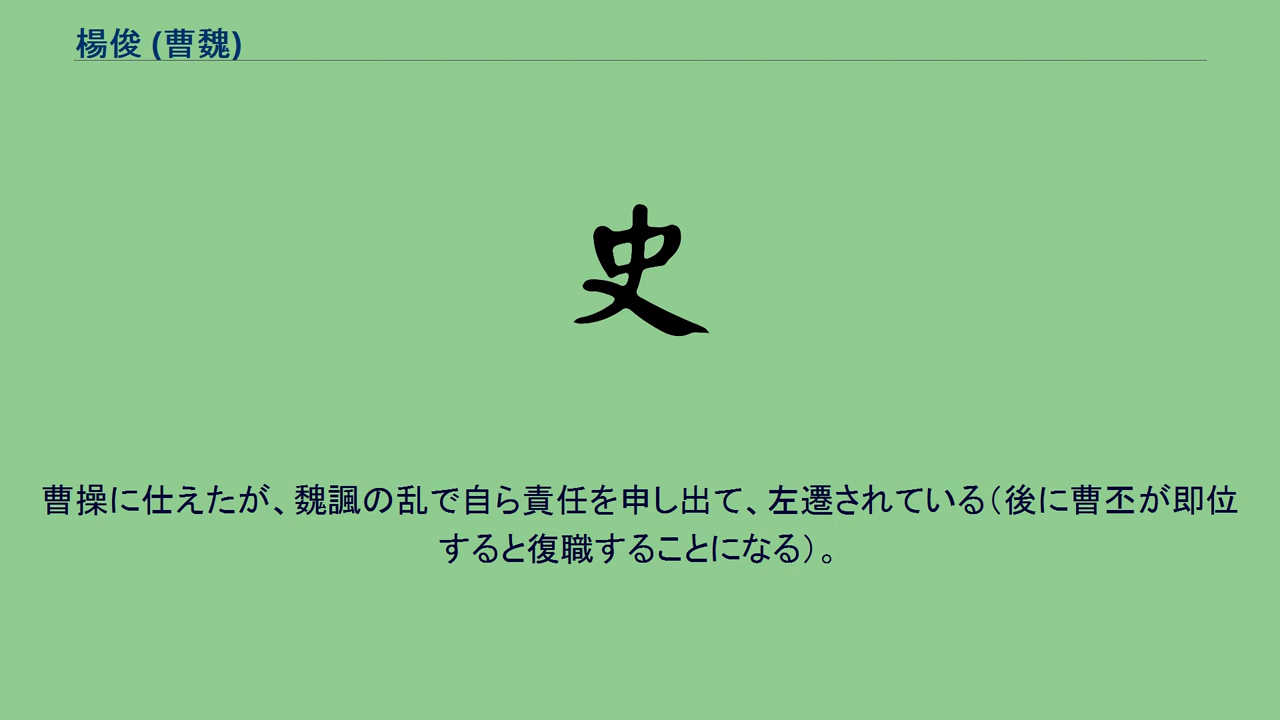 楊俊 (曹魏)
史
曹操に仕えたが、魏諷の乱で自ら責任を申し出て、左遷されている（後に曹丕が即位
すると復職することになる）。